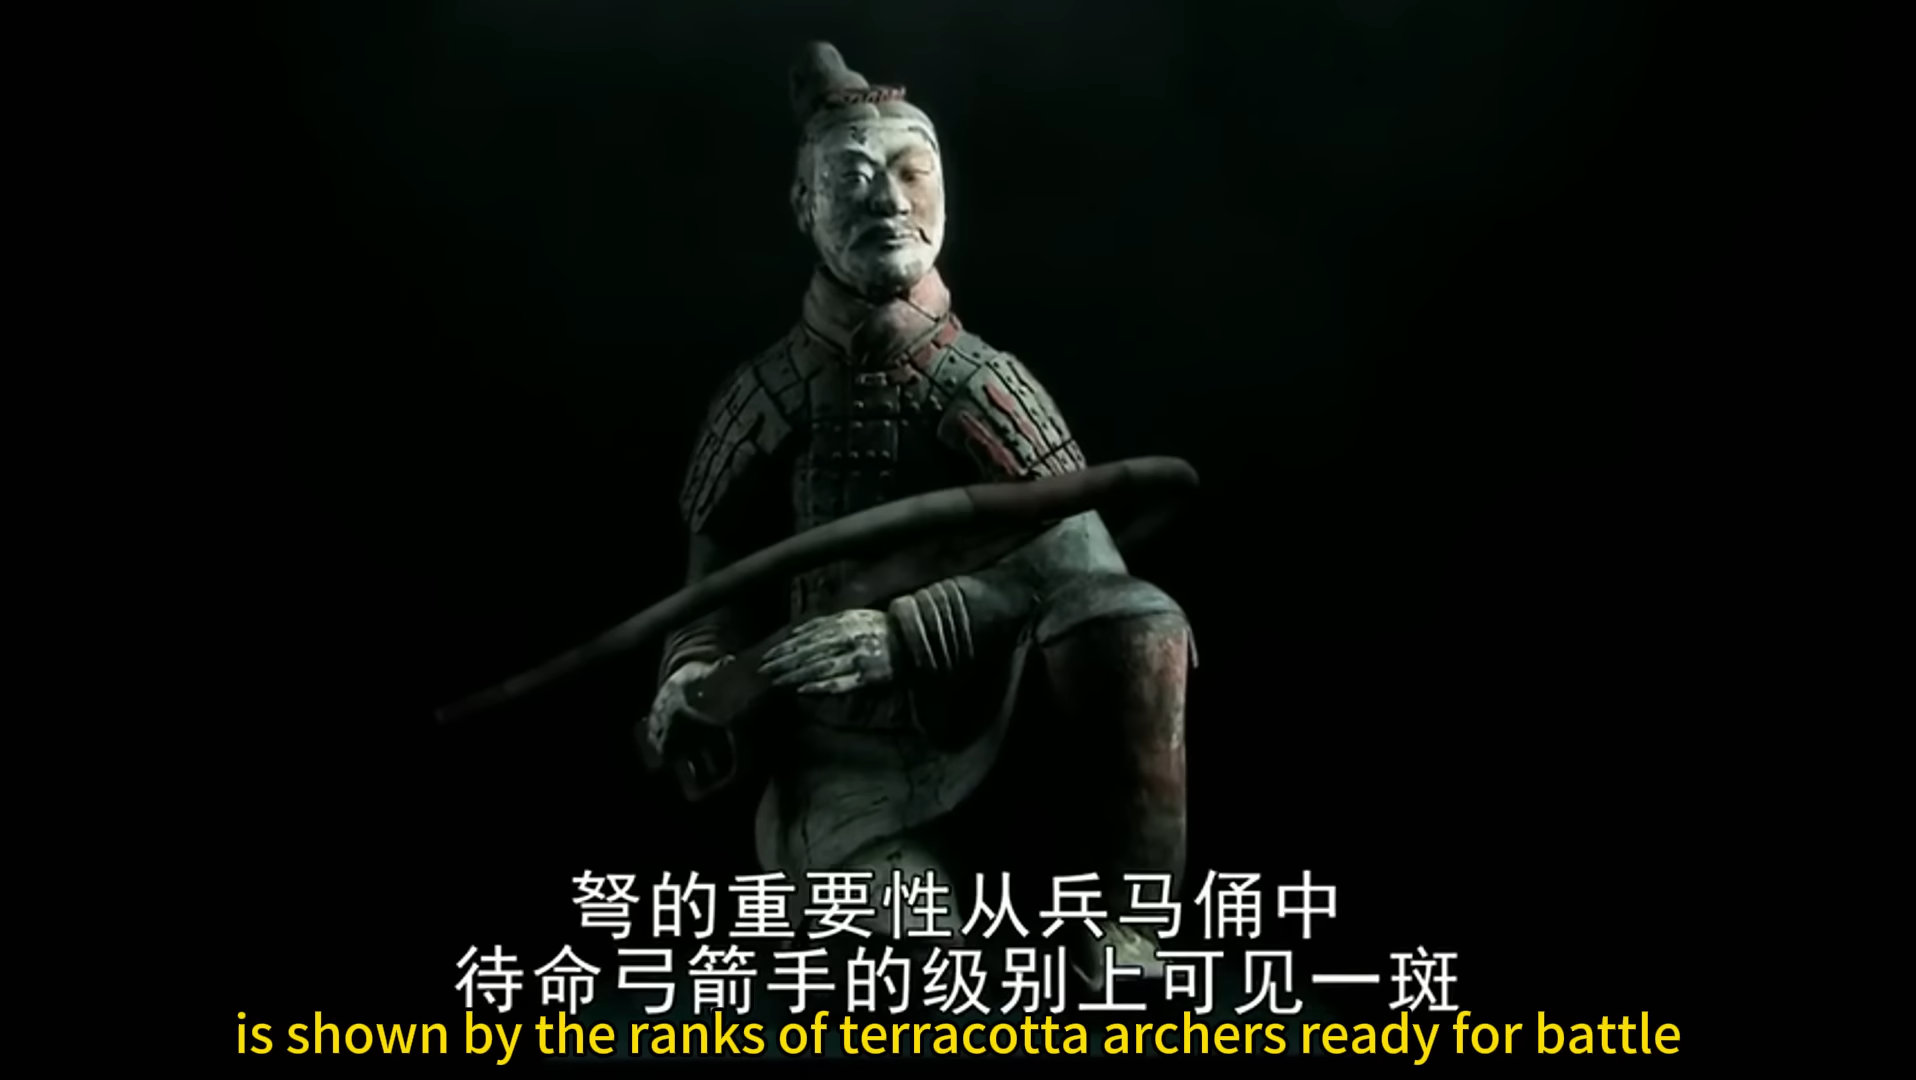 弩的重要性从兵马俑中
待命弓箭手的级别上可见一斑
is shown by the ranks of terracotta archers ready for battle